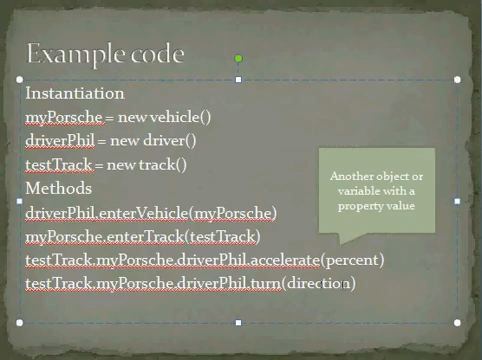 Example code
Instantiation
myPorsche = new vehicle()
driverPhil = new driver()
testTrack = new track()
Methods
driverPhil.enterVehicle(myPorsche)
myPorsche.enterTrack(testTrack)
testTrack.myPorsche.driverPhil.accelerate(percent)
testTrack.myPorsche.driverPhil.turn(direction)
Another object or
variable with a
property value